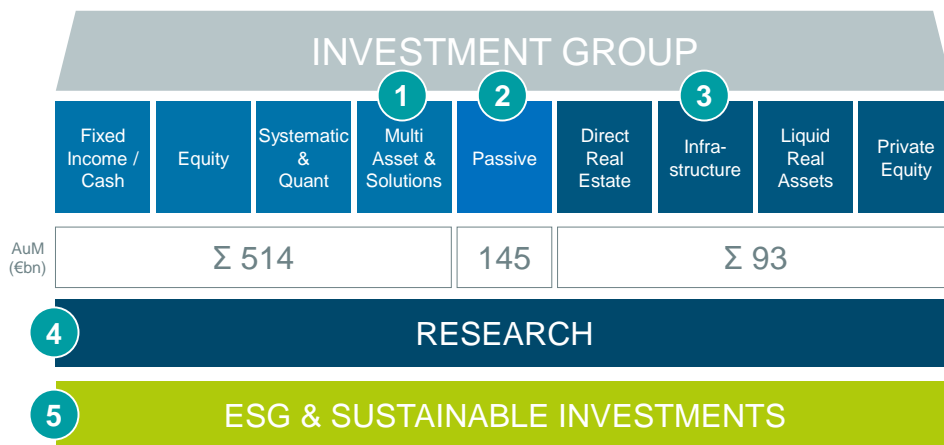 INVESTMENT GROUP
1
2
3
Fixed
Income /
Cash
Equity
Systematic
&
Quant
Multi
Asset &
Solutions
Passive
Direct
Real
Estate
Infra-
structure
Liquid
Real
Assets
Private
Equity
AuM
(€bn)
Σ 514
145
Σ 93
4
RESEARCH
5
ESG & SUSTAINABLE INVESTMENTS